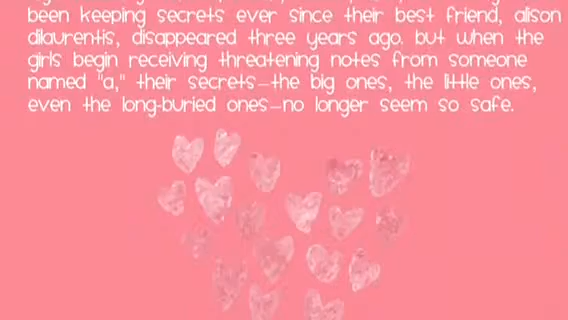 been keeping secrets ever since their best friend, alison
dilaurentis, disappeared three years ago. but when the
girls begin receiving threatening notes from someone
named "a," their secrets—the big ones, the little ones,
even the long-buried ones—no longer seem so safe.